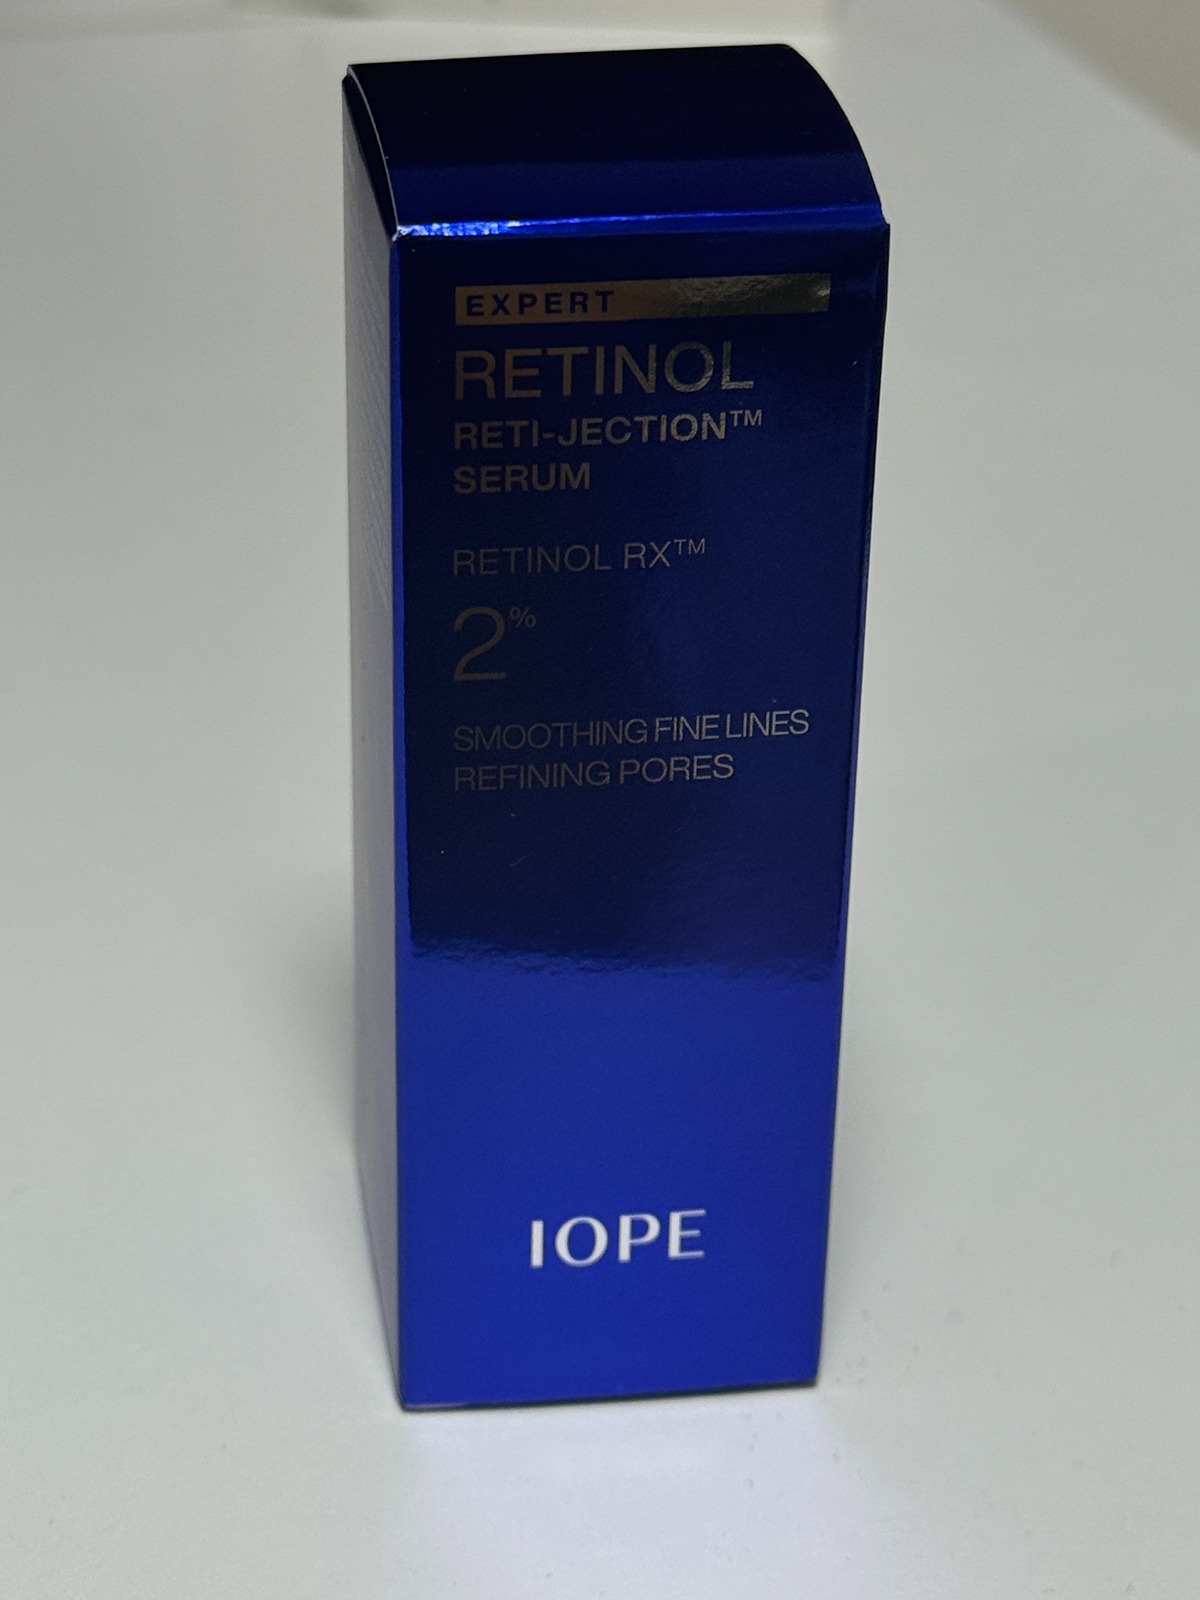 EXPERT
RETINOL
RETI-JECTION™
SERUM
RETINOL RX™
2%
SMOOTHING FINE LINES
REFINING PORES
IOPE